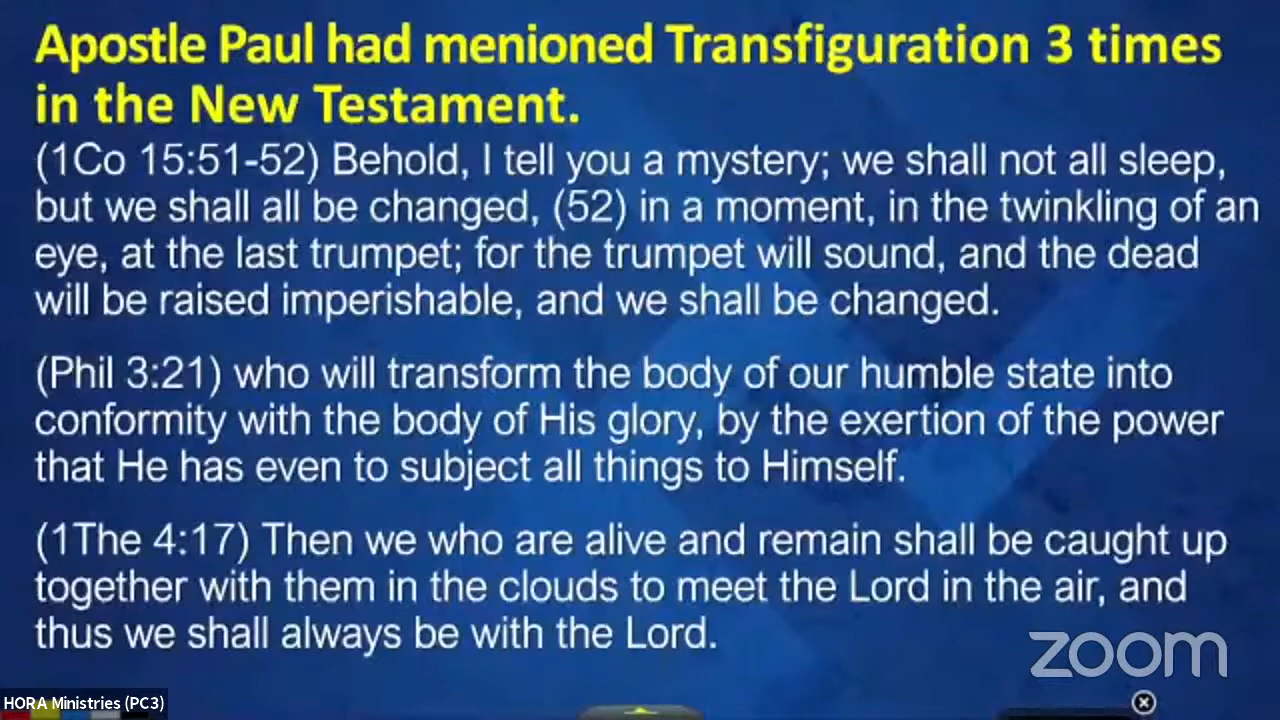 Apostle Paul had menioned Transfiguration 3 times
in the New Testament.
(1Co 15:51-52) Behold, I tell you a mystery; we shall not all sleep,
but we shall all be changed, (52) in a moment, in the twinkling of an
eye, at the last trumpet; for the trumpet will sound, and the dead
will be raised imperishable, and we shall be changed.
(Phil 3:21) who will transform the body of our humble state into
conformity with the body of His glory, by the exertion of the power
that He has even to subject all things to Himself.
(1The 4:17) Then we who are alive and remain shall be caught up
together with them in the clouds to meet the Lord in the air, and
thus we shall always be with the Lord.
zoom
HORA Ministries (PC3)